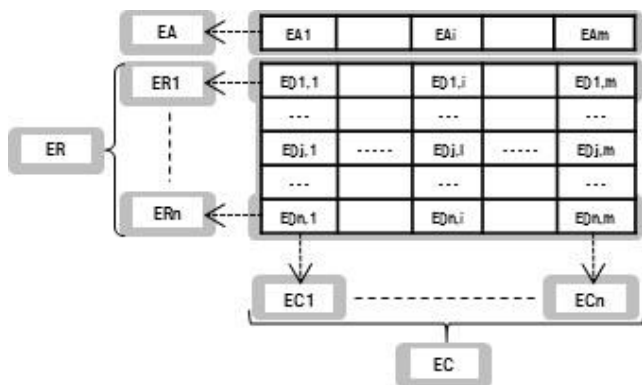 EA EA1 EAi EAm
ER1 ED1,1 ED1,i ED1,m
--- --- ---
ER EDj,1 ----- EDj,l ----- EDj,m
--- --- ---
ERn EDn,1 EDn,i EDn,m
EC1 ECn
EC